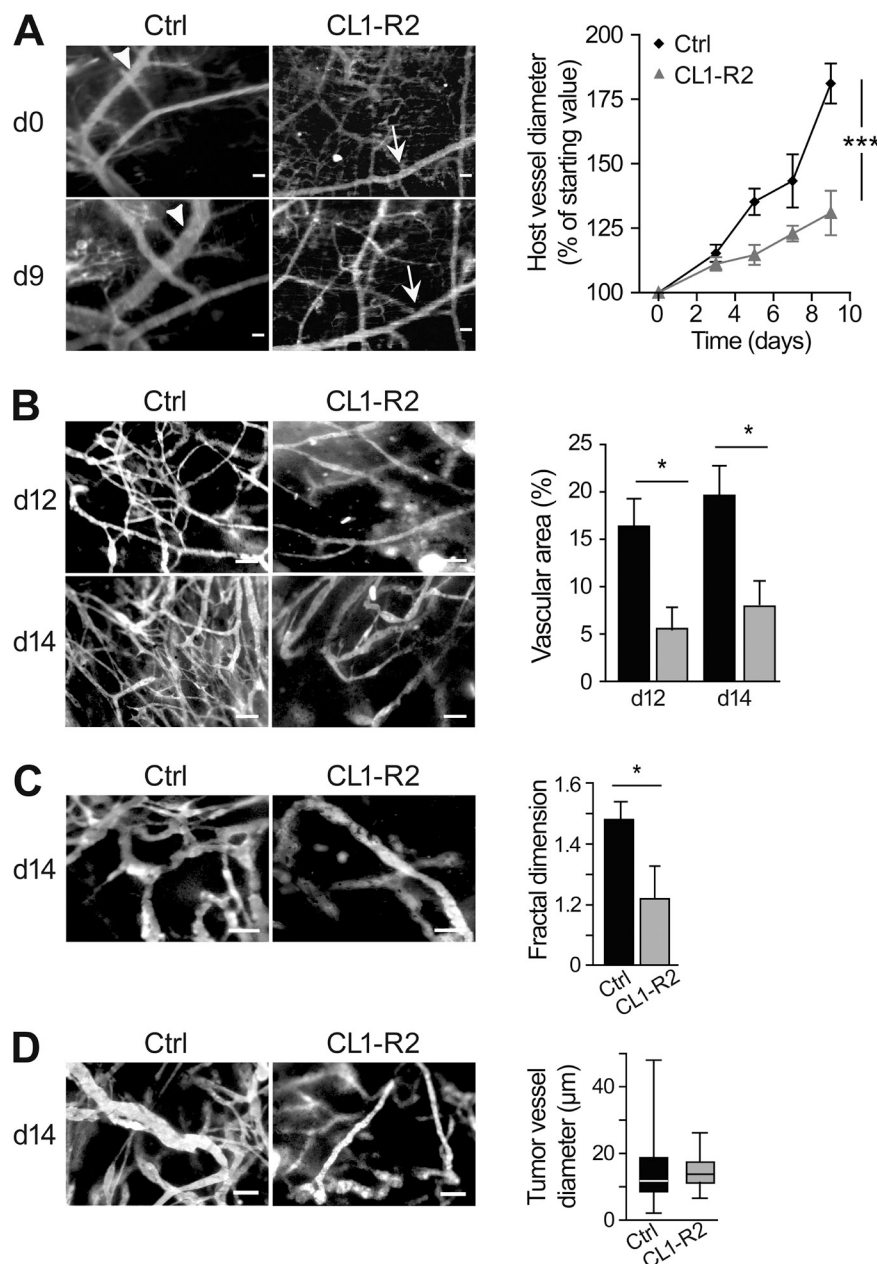 A
Ctrl
CL1-R2
d0
d9
Host vessel diameter
(% of starting value)
200
175
150
125
100
Ctrl
CL1-R2
***
0
2
4
6
8
10
Time (days)
B
Ctrl
CL1-R2
d12
d14
Vascular area (%)
25
20
15
10
5
0
*
*
d12
d14
C
Ctrl
CL1-R2
d14
Fractal dimension
1.6
1.4
1.2
0
*
Ctrl
CL1-R2
D
Ctrl
CL1-R2
d14
Tumor vessel
diameter (µm)
40
20
0
Ctrl
CL1-R2